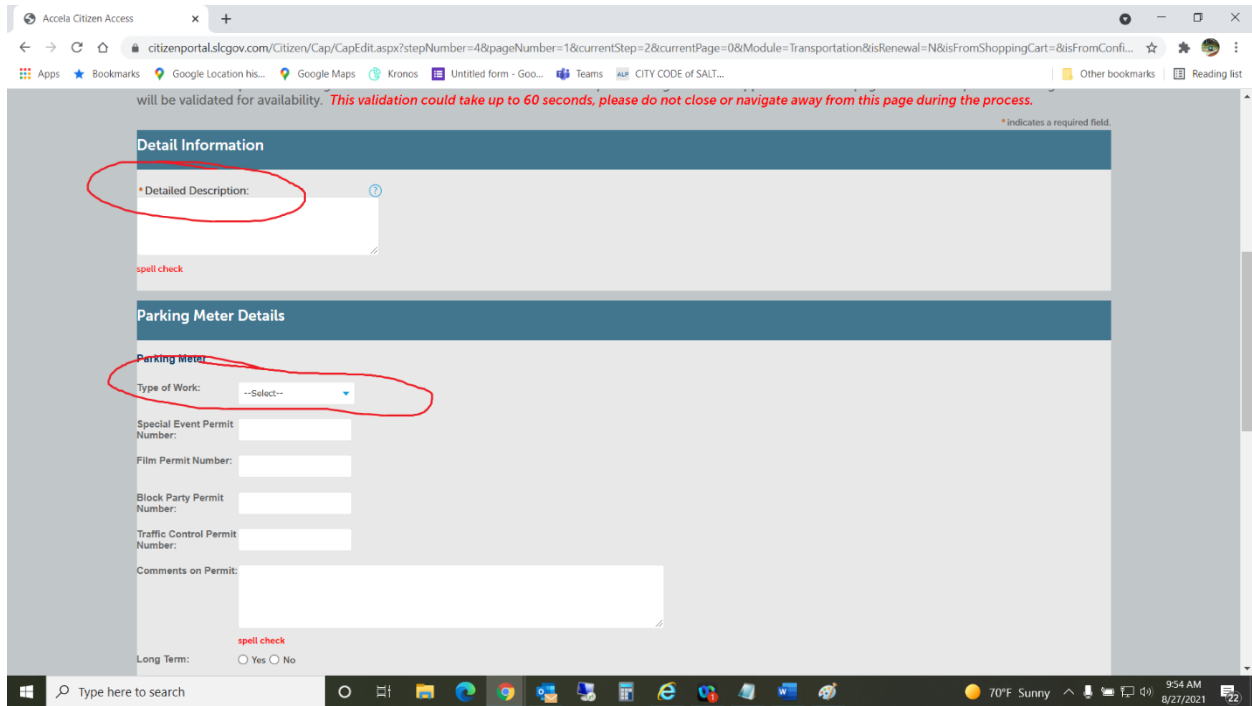 Accela Citizen Access
citizenportal.slcgov.com/Citizen/Cap/CapEdit.aspx?stepNumber=4&pageNumber=1&currentStep=2&currentPage=0&Module=Transportation&isRenewal=N&isFromShoppingCart=&isFromConfi...
Apps Bookmarks Google Location his... Google Maps Kronos Untitled form - Goo... Teams ALP CITY CODE of SALT... Other bookmarks Reading list
will be validated for availability. This validation could take up to 60 seconds, please do not close or navigate away from this page during the process.
* indicates a required field.
Detail Information
* Detailed Description: ?
spell check
Parking Meter Details
Parking Meter
Type of Work: --Select--
Special Event Permit
Number:
Film Permit Number:
Block Party Permit
Number:
Traffic Control Permit
Number:
Comments on Permit:
spell check
Long Term: Yes No
Type here to search
70°F Sunny
9:54 AM
8/27/2021
22